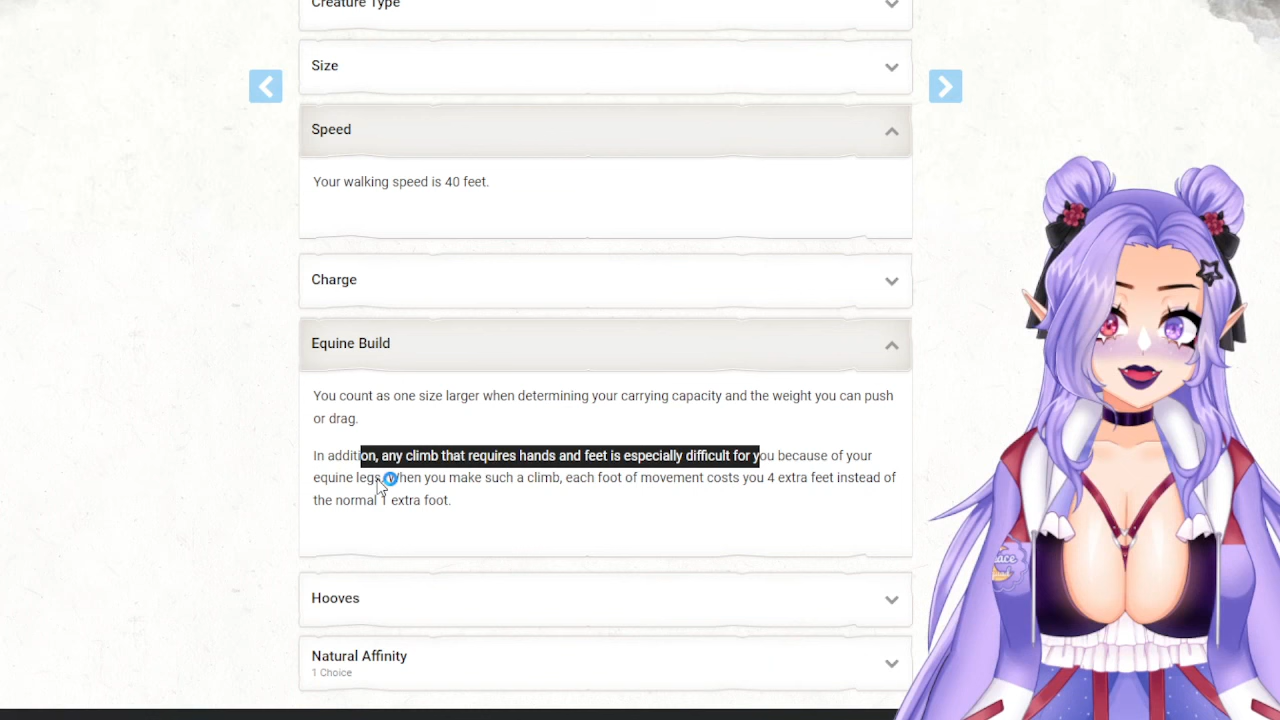 Creature Type
Size
Speed
Your walking speed is 40 feet.
Charge
Equine Build
You count as one size larger when determining your carrying capacity and the weight you can push
or drag.
In addition, any climb that requires hands and feet is especially difficult for you because of your
equine legs. When you make such a climb, each foot of movement costs you 4 extra feet instead of
the normal 1 extra foot.
Hooves
Natural Affinity
1 Choice